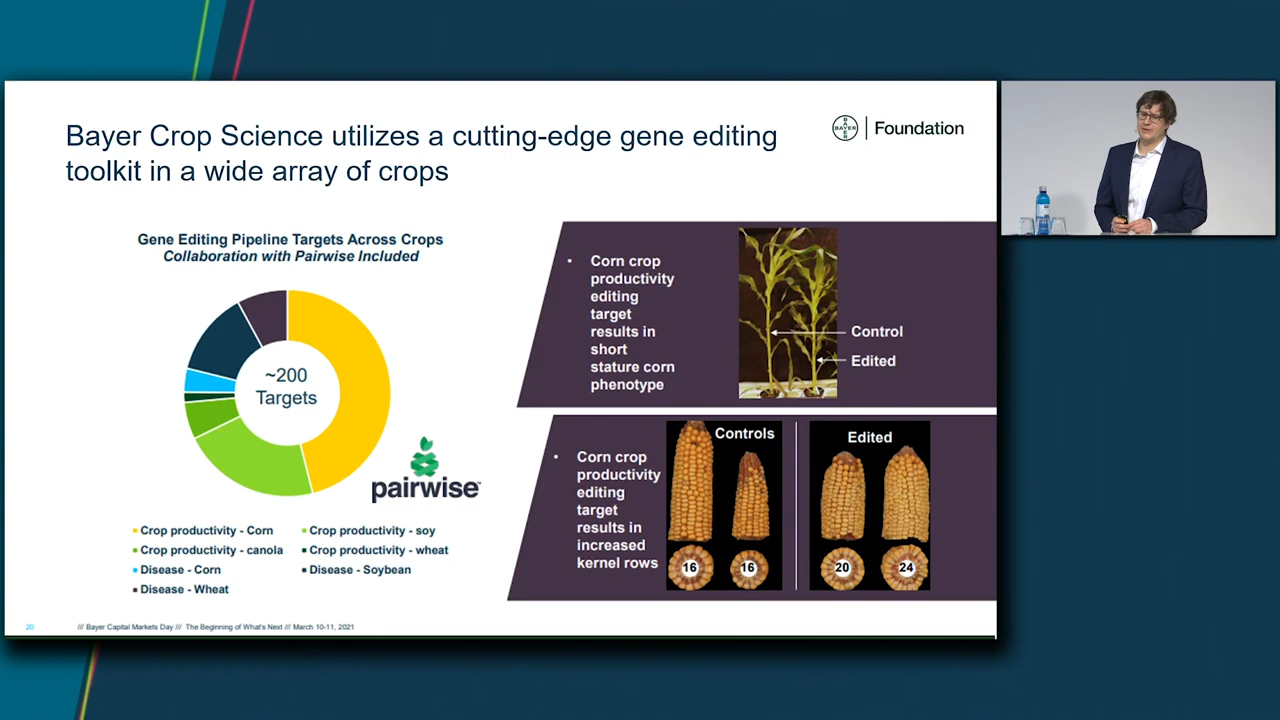 Bayer Crop Science utilizes a cutting-edge gene editing
toolkit in a wide array of crops
BAYER
BAYER
Foundation
Gene Editing Pipeline Targets Across Crops
Collaboration with Pairwise Included
~200
Targets
pairwise
• Corn crop
productivity
editing
target
results in
short
stature corn
phenotype
Control
Edited
• Corn crop
productivity
editing
target
results in
increased
kernel rows
Controls
Edited
16
16
20
24
Crop productivity - Corn
Crop productivity - soy
Crop productivity - canola
Crop productivity - wheat
Disease - Corn
Disease - Soybean
Disease - Wheat
20
/// Bayer Capital Markets Day /// The Beginning of What's Next /// March 10-11, 2021